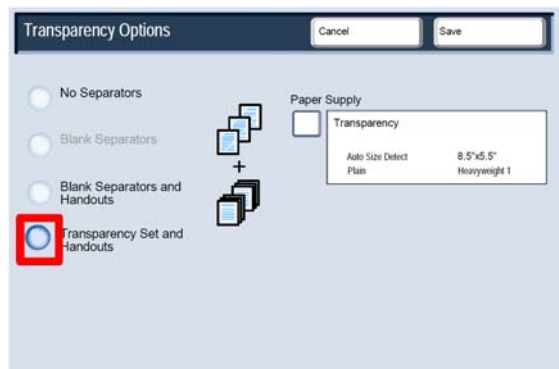 Transparency Options
Cancel
Save
No Separators
Blank Separators
Blank Separators and
Handouts
Transparency Set and
Handouts
+
Paper Supply
Transparency
Auto Size Detect 8.5"x5.5"
Plain Heavyweight 1